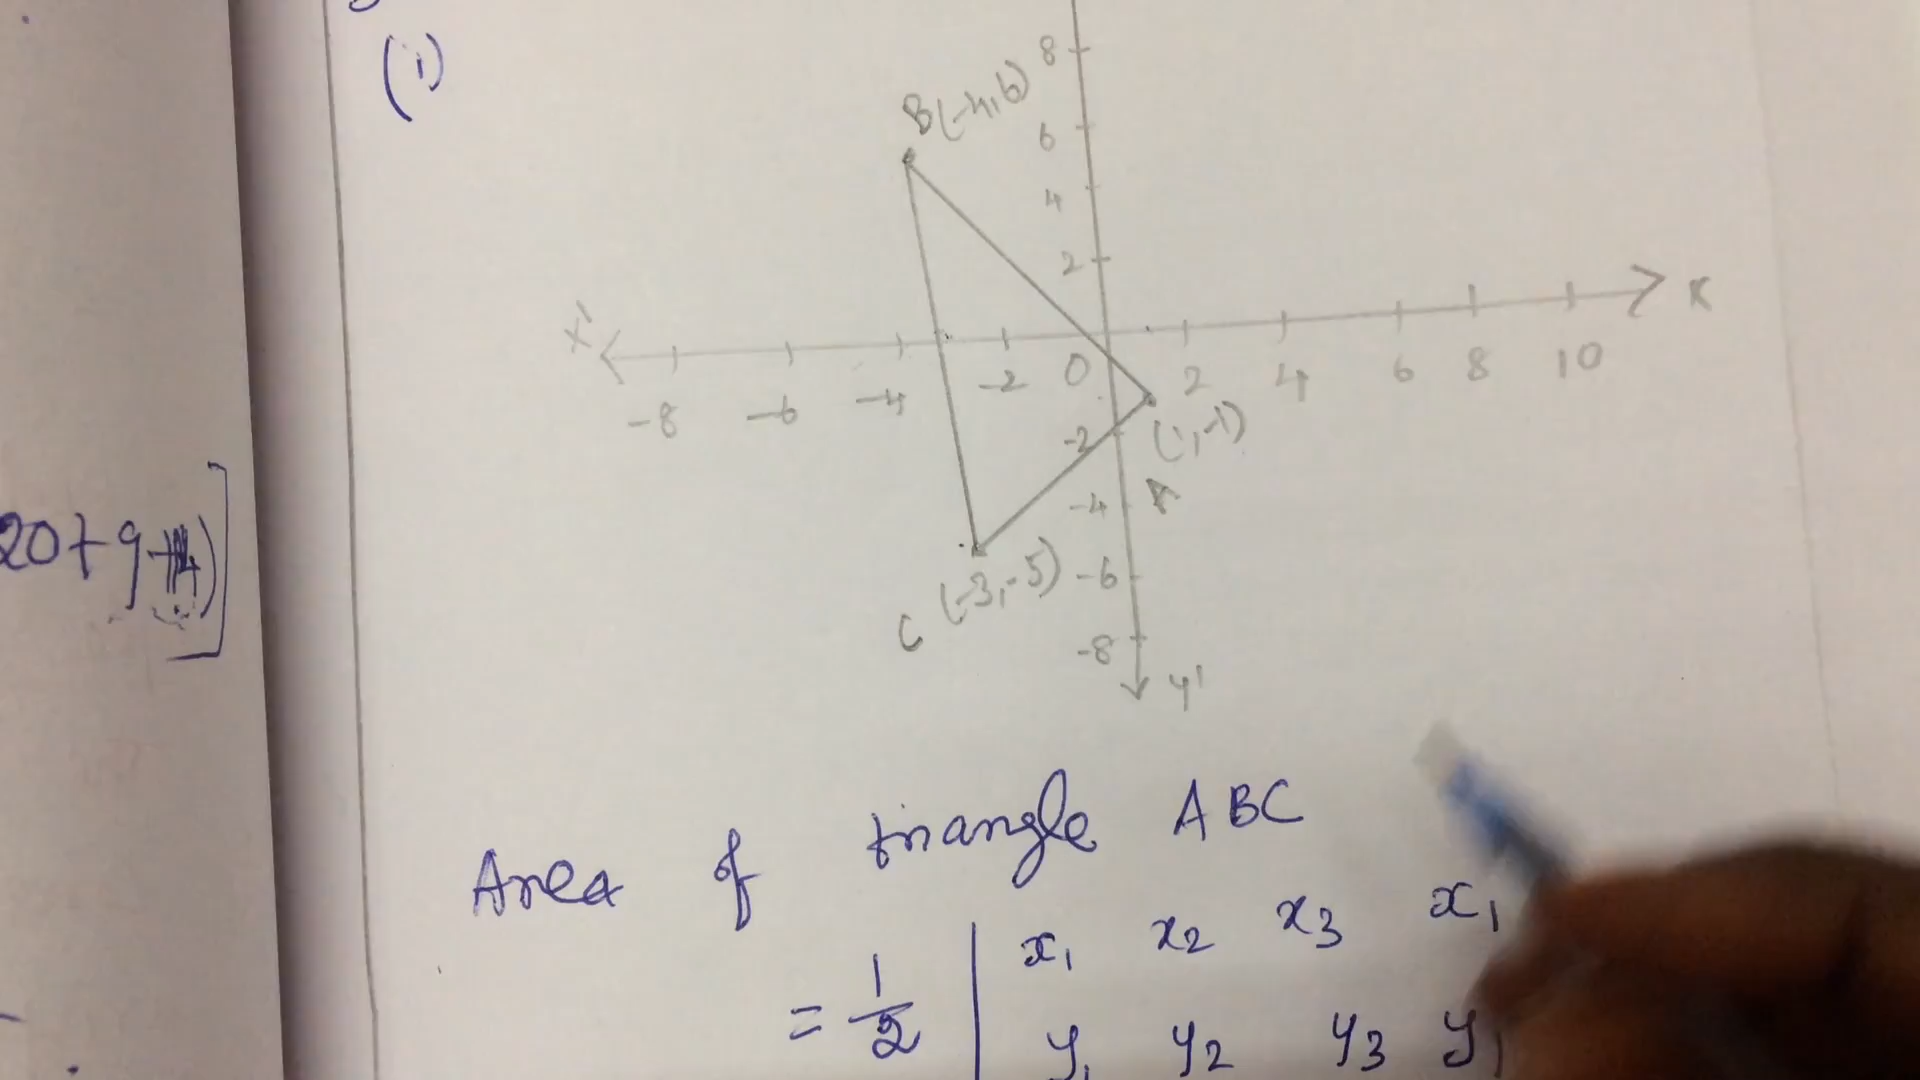 (i)
8
B(-4,6)
6
4
2
X'
X
-8 -6 -4 -2 0 2 4 6 8 10
-2
(1,-1)
-4
A
(-3,-5)
-6
C
-8
Y'
20+9
Area of triangle ABC
= 1/2 | x₁ x₂ x₃ x₁
y₁ y₂ y₃ y₁